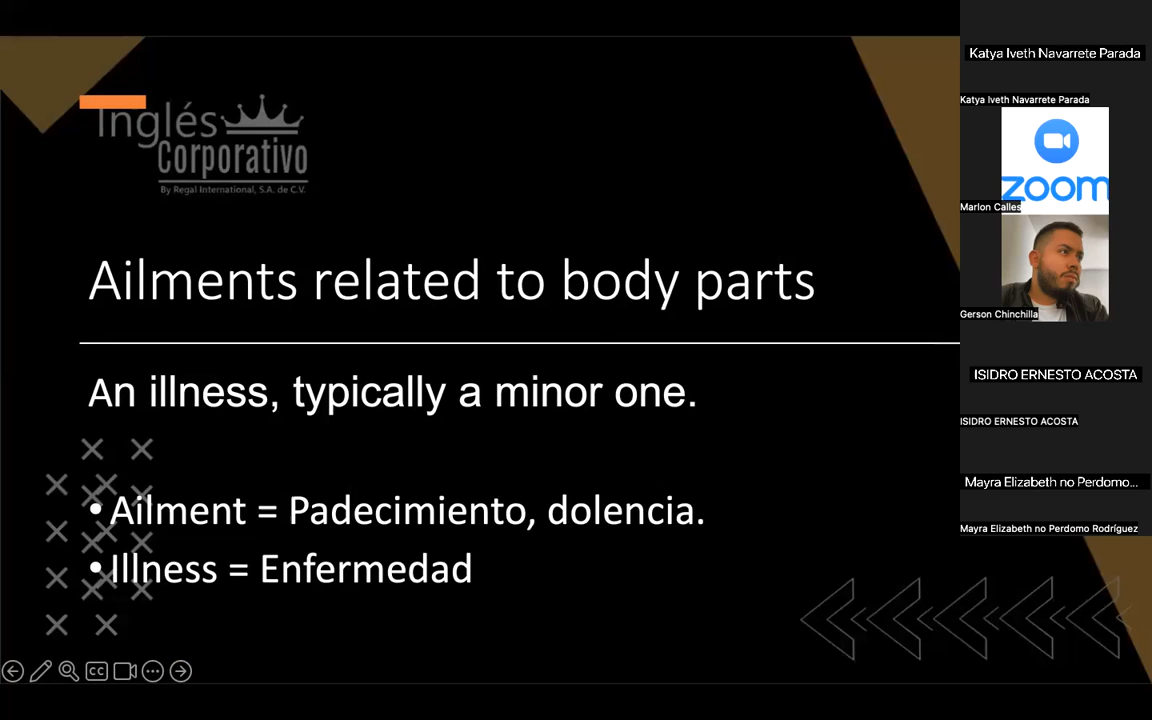 Inglés
Corporativo
By Regal International, S.A. de C.V.
Ailments related to body parts
An illness, typically a minor one.
• Ailment = Padecimiento, dolencia.
• Illness = Enfermedad
CC
Katya Iveth Navarrete Parada
Katya Iveth Navarrete Parada
zoom
Marlon Calles
Gerson Chinchilla
ISIDRO ERNESTO ACOSTA
ISIDRO ERNESTO ACOSTA
Mayra Elizabeth no Perdomo...
Mayra Elizabeth no Perdomo Rodríguez